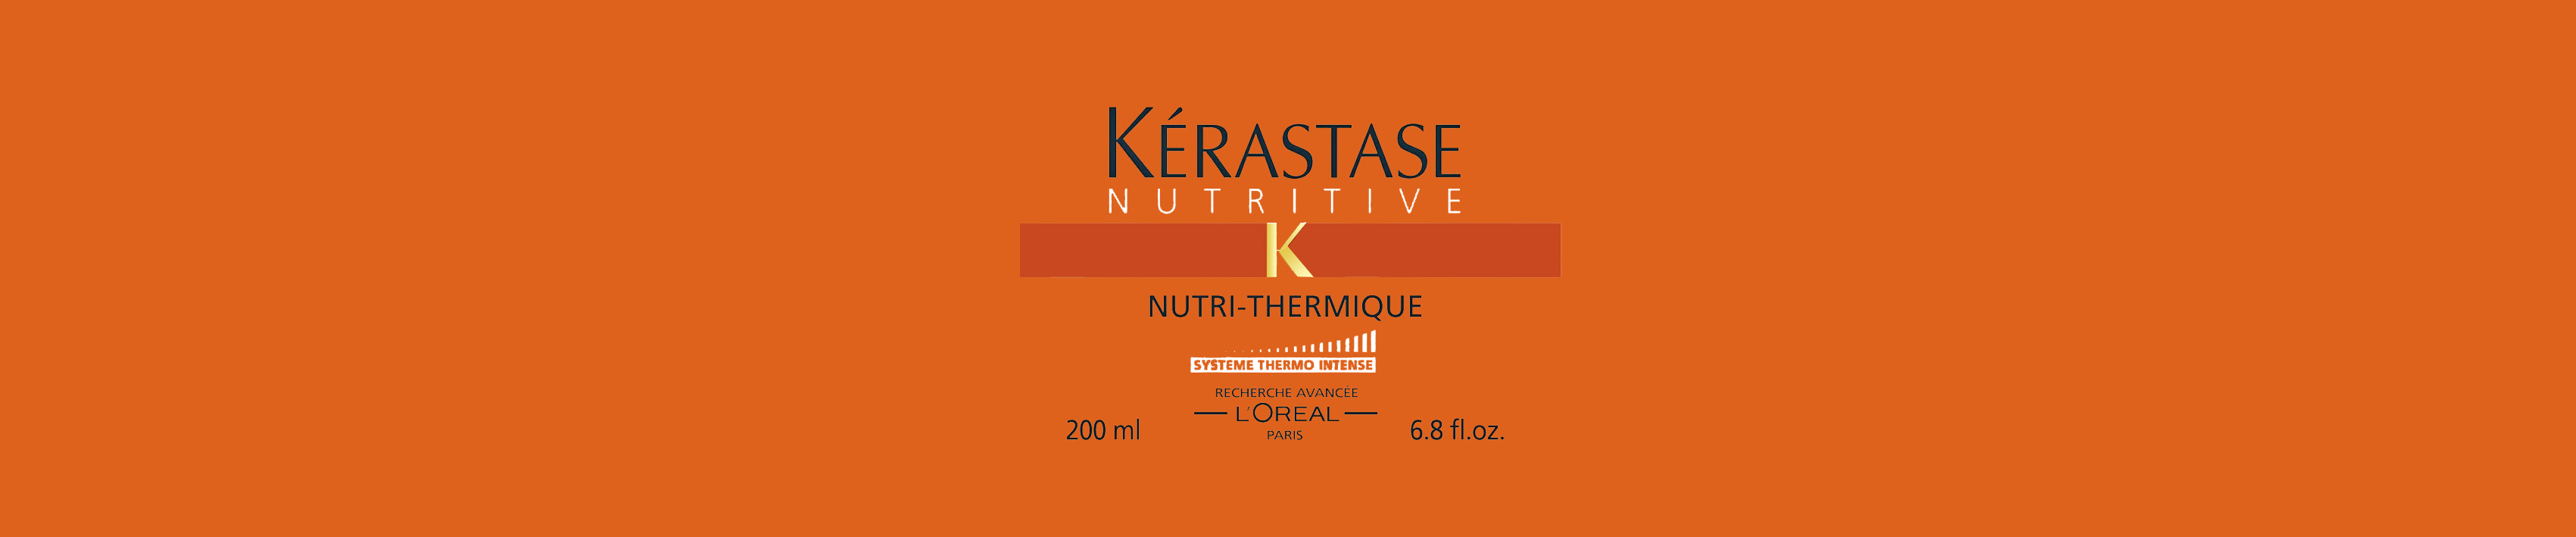 KÉRASTASE
NUTRITIVE
K
NUTRI-THERMIQUE
SYSTEME THERMO INTENSE
RECHERCHE AVANCÉE
L'OREAL
PARIS
200 ml
6.8 fl.oz.